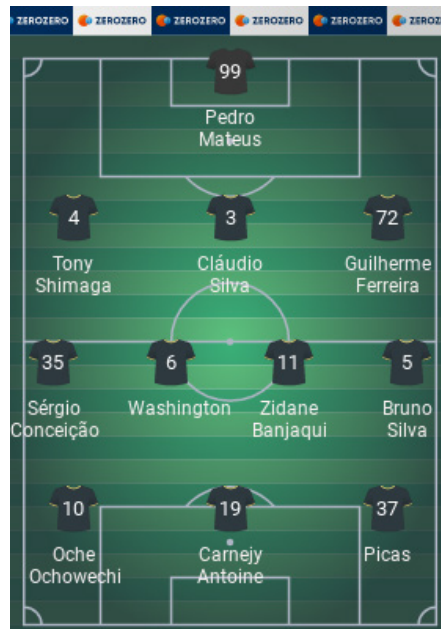 ZEROZERO ZEROZERO ZEROZERO ZEROZERO ZEROZERO
99
Pedro
Mateus
4 3 72
Tony Cláudio Guilherme
Shimaga Silva Ferreira
35 6 11 5
Sérgio Washington Zidane Bruno
Conceição Banjaqui Silva
10 19 37
Oche Carnejy Picas
Ochowechi Antoine